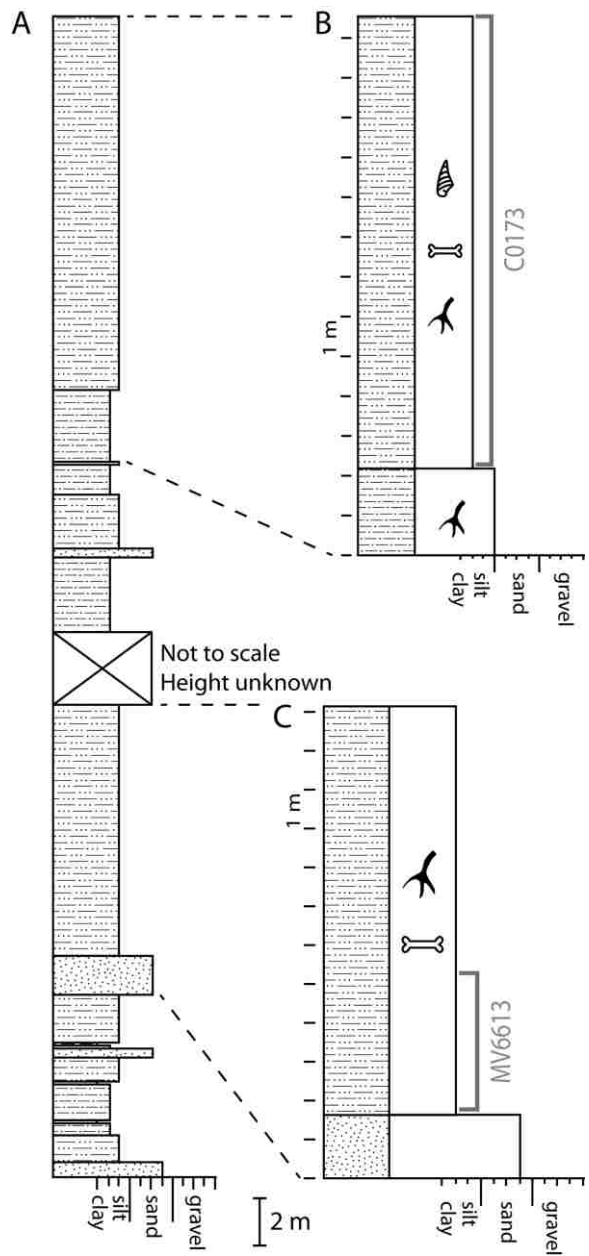 A
B
C0173
1 m
clay
silt
sand
gravel
Not to scale
Height unknown
C
1 m
MV6613
clay
silt
sand
gravel
2 m
clay
silt
sand
gravel